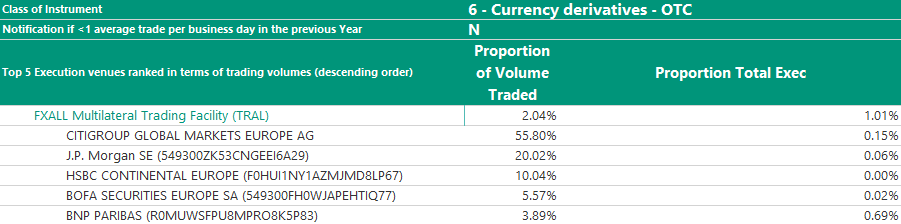 Class of Instrument 6 - Currency derivatives - OTC
Notification if <1 average trade per business day in the previous Year N
Top 5 Execution venues ranked in terms of trading volumes (descending order) Proportion of Volume Traded Proportion Total Exec
FXALL Multilateral Trading Facility (TRAL) 2.04% 1.01%
CITIGROUP GLOBAL MARKETS EUROPE AG 55.80% 0.15%
J.P. Morgan SE (549300ZK53CNGEEI6A29) 20.02% 0.06%
HSBC CONTINENTAL EUROPE (F0HUI1NY1AZMJMD8LP67) 10.04% 0.00%
BOFA SECURITIES EUROPE SA (549300FH0WJAPEHTIQ77) 5.57% 0.02%
BNP PARIBAS (R0MUWSFPU8MPRO8K5P83) 3.89% 0.69%